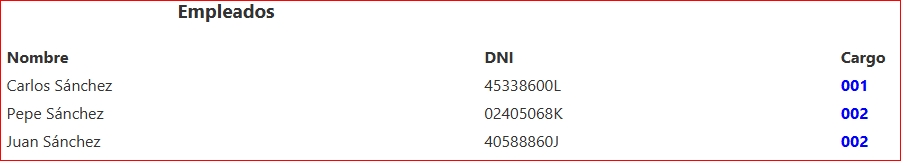 Empleados
Nombre DNI Cargo
Carlos Sánchez 45338600L 001
Pepe Sánchez 02405068K 002
Juan Sánchez 40588860J 002